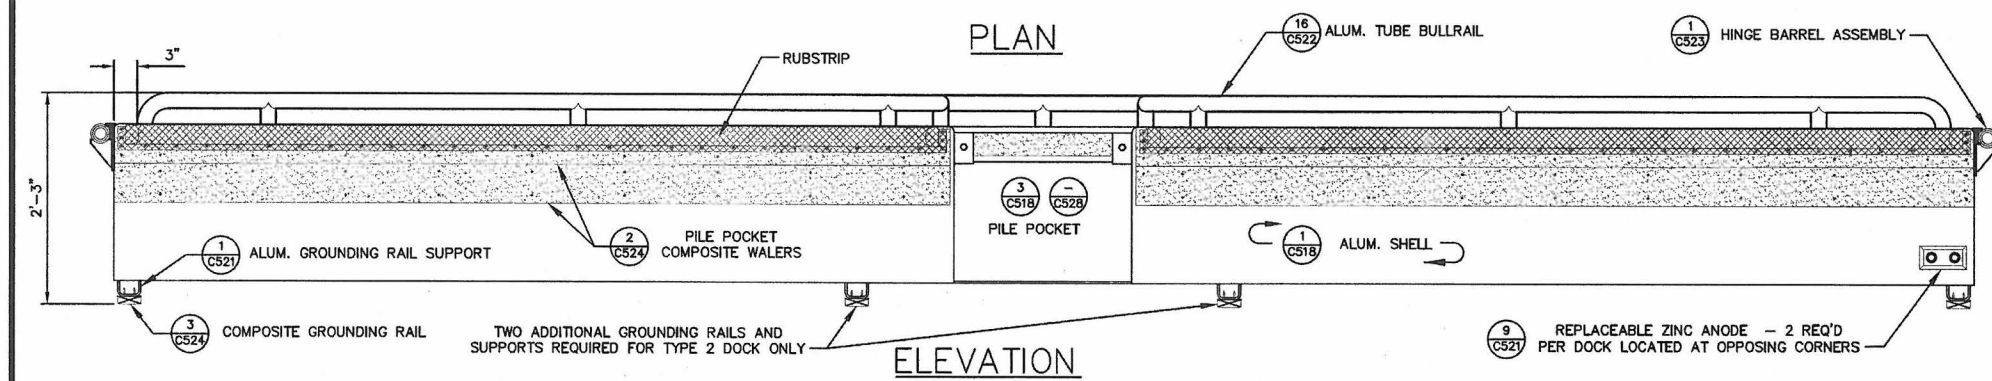 PLAN
16
C522
ALUM. TUBE BULLRAIL
1
C523
HINGE BARREL ASSEMBLY
3"
RUBSTRIP
2'-3"
3
C518
–
C528
PILE POCKET
2
C524
PILE POCKET
COMPOSITE WALERS
1
C521
ALUM. GROUNDING RAIL SUPPORT
1
C518
ALUM. SHELL
3
C524
COMPOSITE GROUNDING RAIL
TWO ADDITIONAL GROUNDING RAILS AND
SUPPORTS REQUIRED FOR TYPE 2 DOCK ONLY
9
C521
REPLACEABLE ZINC ANODE – 2 REQ'D
PER DOCK LOCATED AT OPPOSING CORNERS
ELEVATION